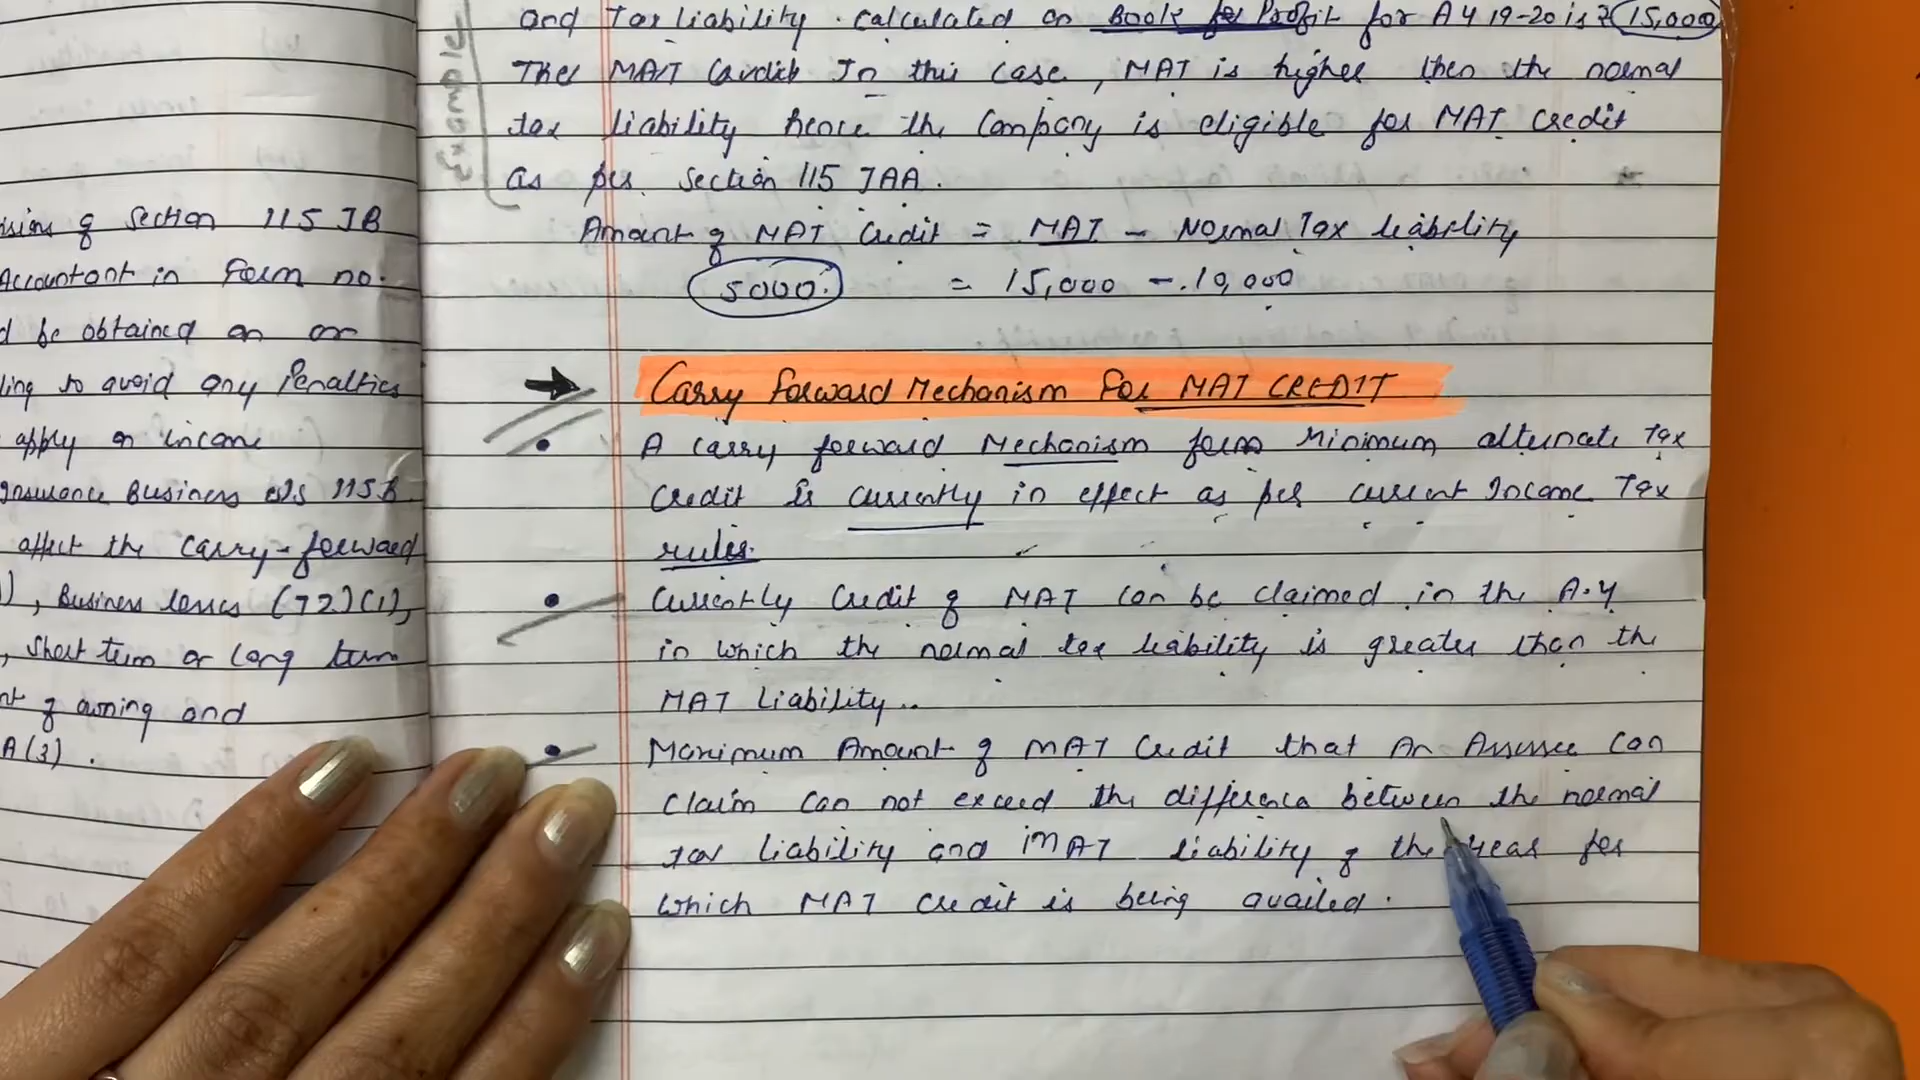 isions of Section 115 JB
Accountant in Form no.
d be obtained on or
ling to avoid any Penalties
apply on income
Insurance Business u/s 115B
affect the carry-forward
), Business losses (72)(1),
, Short term or long term
nt of owning and
A(3).
Example
and Tax liability calculated on Book Profit for AY 19-20 is ₹ 15,000
The MAT Credit In this case, MAT is higher then the normal
tax liability hence the Company is eligible for MAT credit
as per Section 115 JAA.
Amount of MAT Credit = MAT - Normal Tax liability
5000 = 15,000 - 10,000
Carry Forward Mechanism For MAT CREDIT
• A carry forward Mechanism form Minimum alternate Tax
Credit is currently in effect as per current Income Tax
rules.
• Currently Credit of MAT can be claimed in the A.Y
in which the normal tax liability is greater than the
MAT Liability..
• Maximum Amount of MAT Credit that An Assessee can
claim can not exceed the difference between the normal
tax liability and MAT liability of the year for
which MAT credit is being availed.